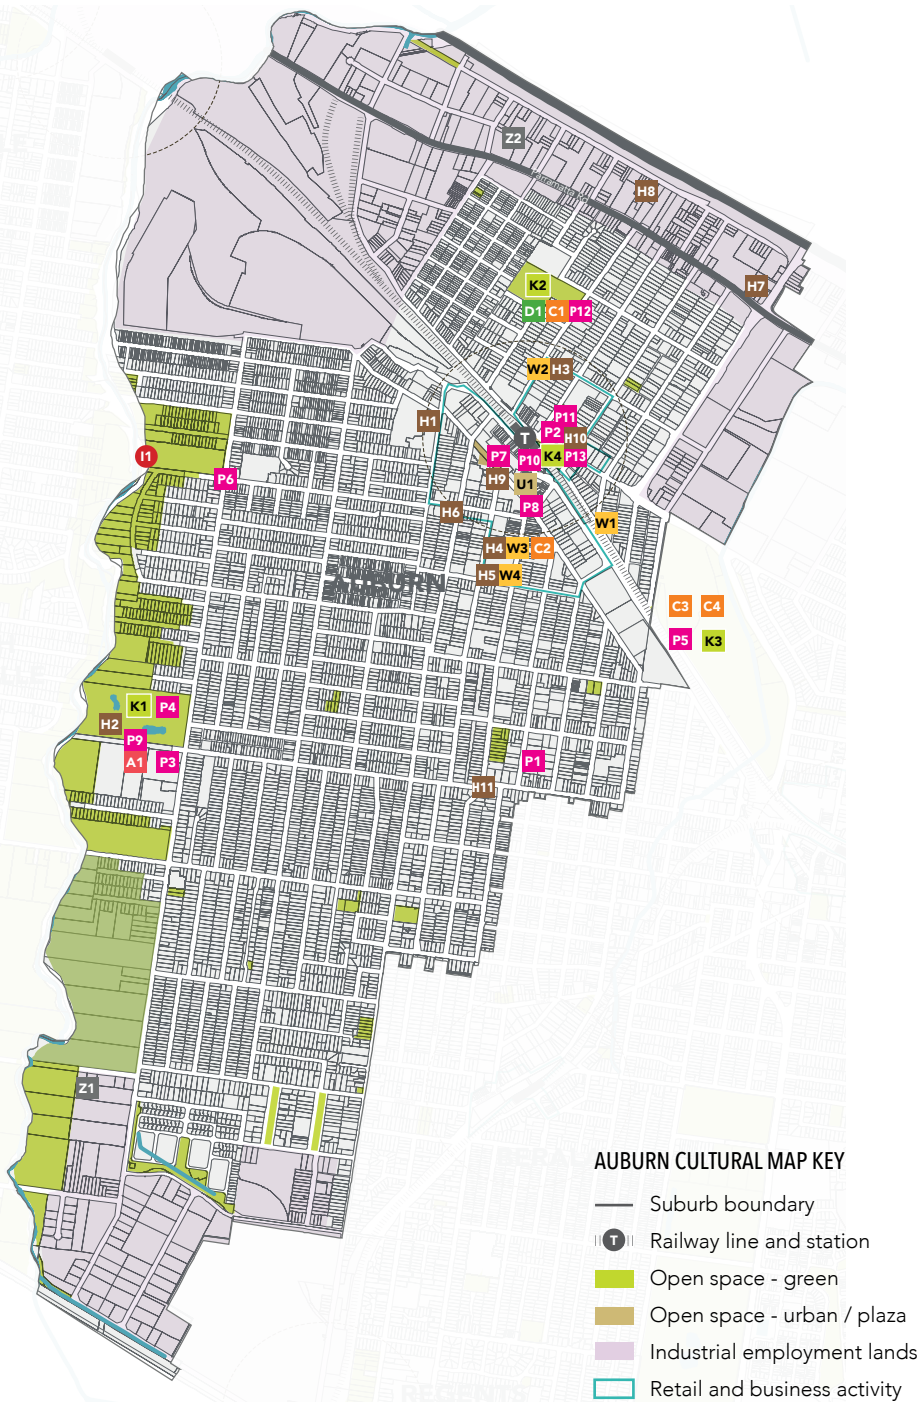 Z2
Parramatta Rd
H8
K2
H7
D1 C1 P12
W2 H3
P11
H1
T P2 H10
I1 P7 P10 K4 P13
P6 H9 U1
P8
H6 W1
H4 W3 C2
AUBURN
H5 W4
C3 C4
P5 K3
K1 P4
H2
P9
A1 P3 P1
H11
Z1
AUBURN CULTURAL MAP KEY
Suburb boundary
T Railway line and station
Open space - green
Open space - urban / plaza
Industrial employment lands
Retail and business activity
REGENTS